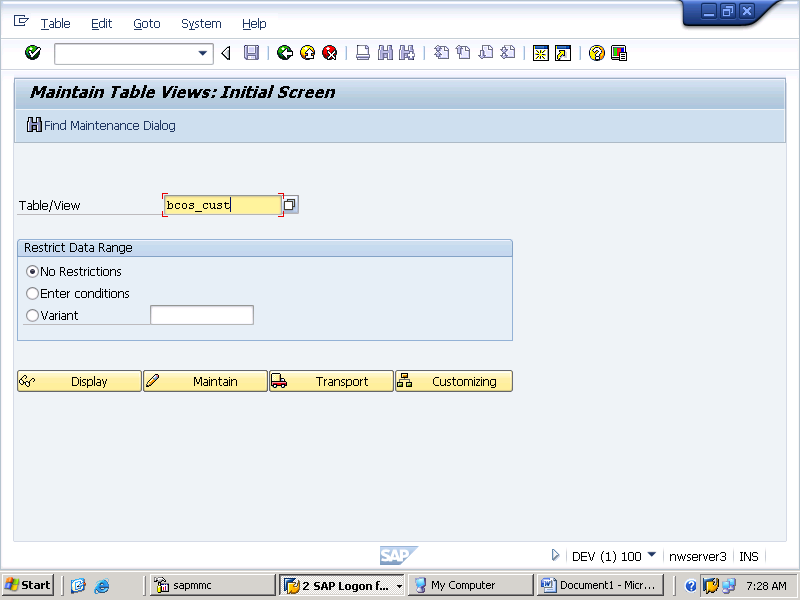 Table Edit Goto System Help
Maintain Table Views: Initial Screen
Find Maintenance Dialog
Table/View bcos_cust
Restrict Data Range
No Restrictions
Enter conditions
Variant
Display Maintain Transport Customizing
SAP DEV (1) 100 nwserver3 INS
Start sapmmc 2 SAP Logon f... My Computer Document1 - Micr... 7:28 AM